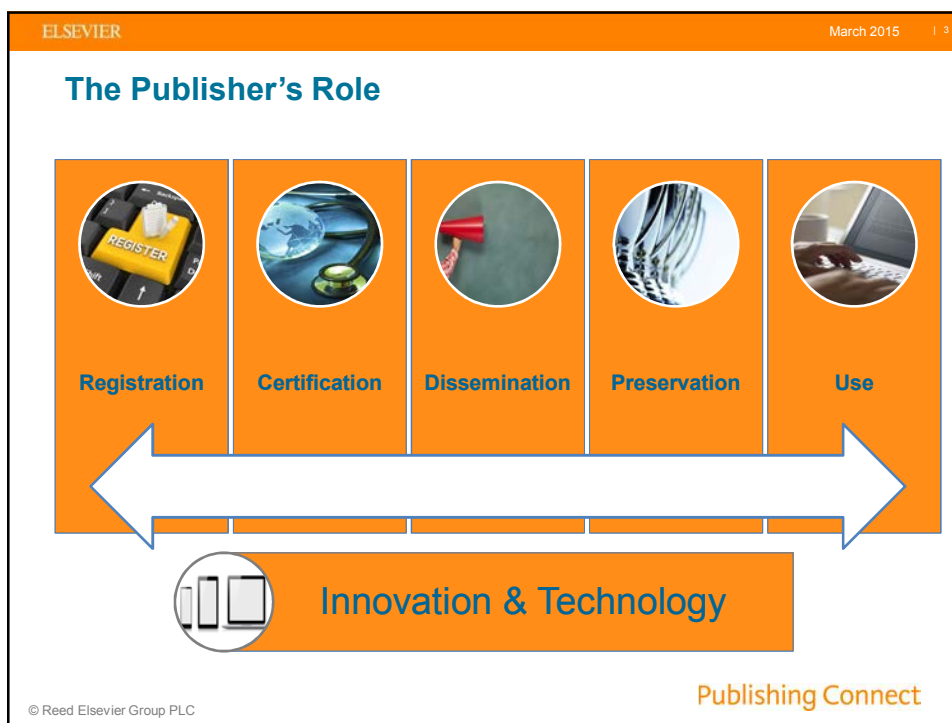 ELSEVIER
March 2015 | 3
The Publisher's Role
REGISTER
Shift
Registration
Certification
Dissemination
Preservation
Use
Innovation & Technology
Publishing Connect
© Reed Elsevier Group PLC